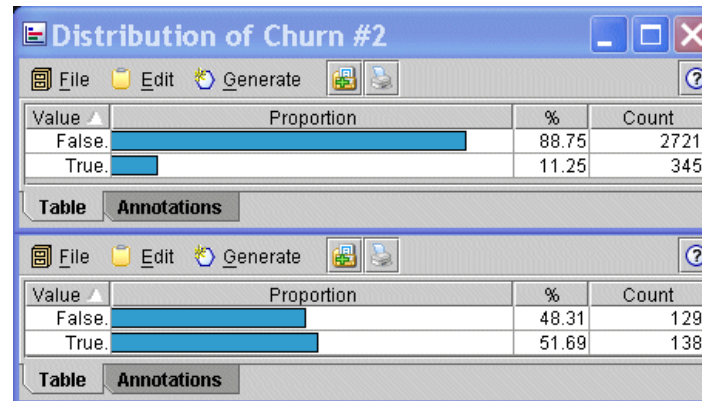 Distribution of Churn #2
File Edit Generate
Value Proportion % Count
False. 88.75 2721
True. 11.25 345
Table Annotations
File Edit Generate
Value Proportion % Count
False. 48.31 129
True. 51.69 138
Table Annotations